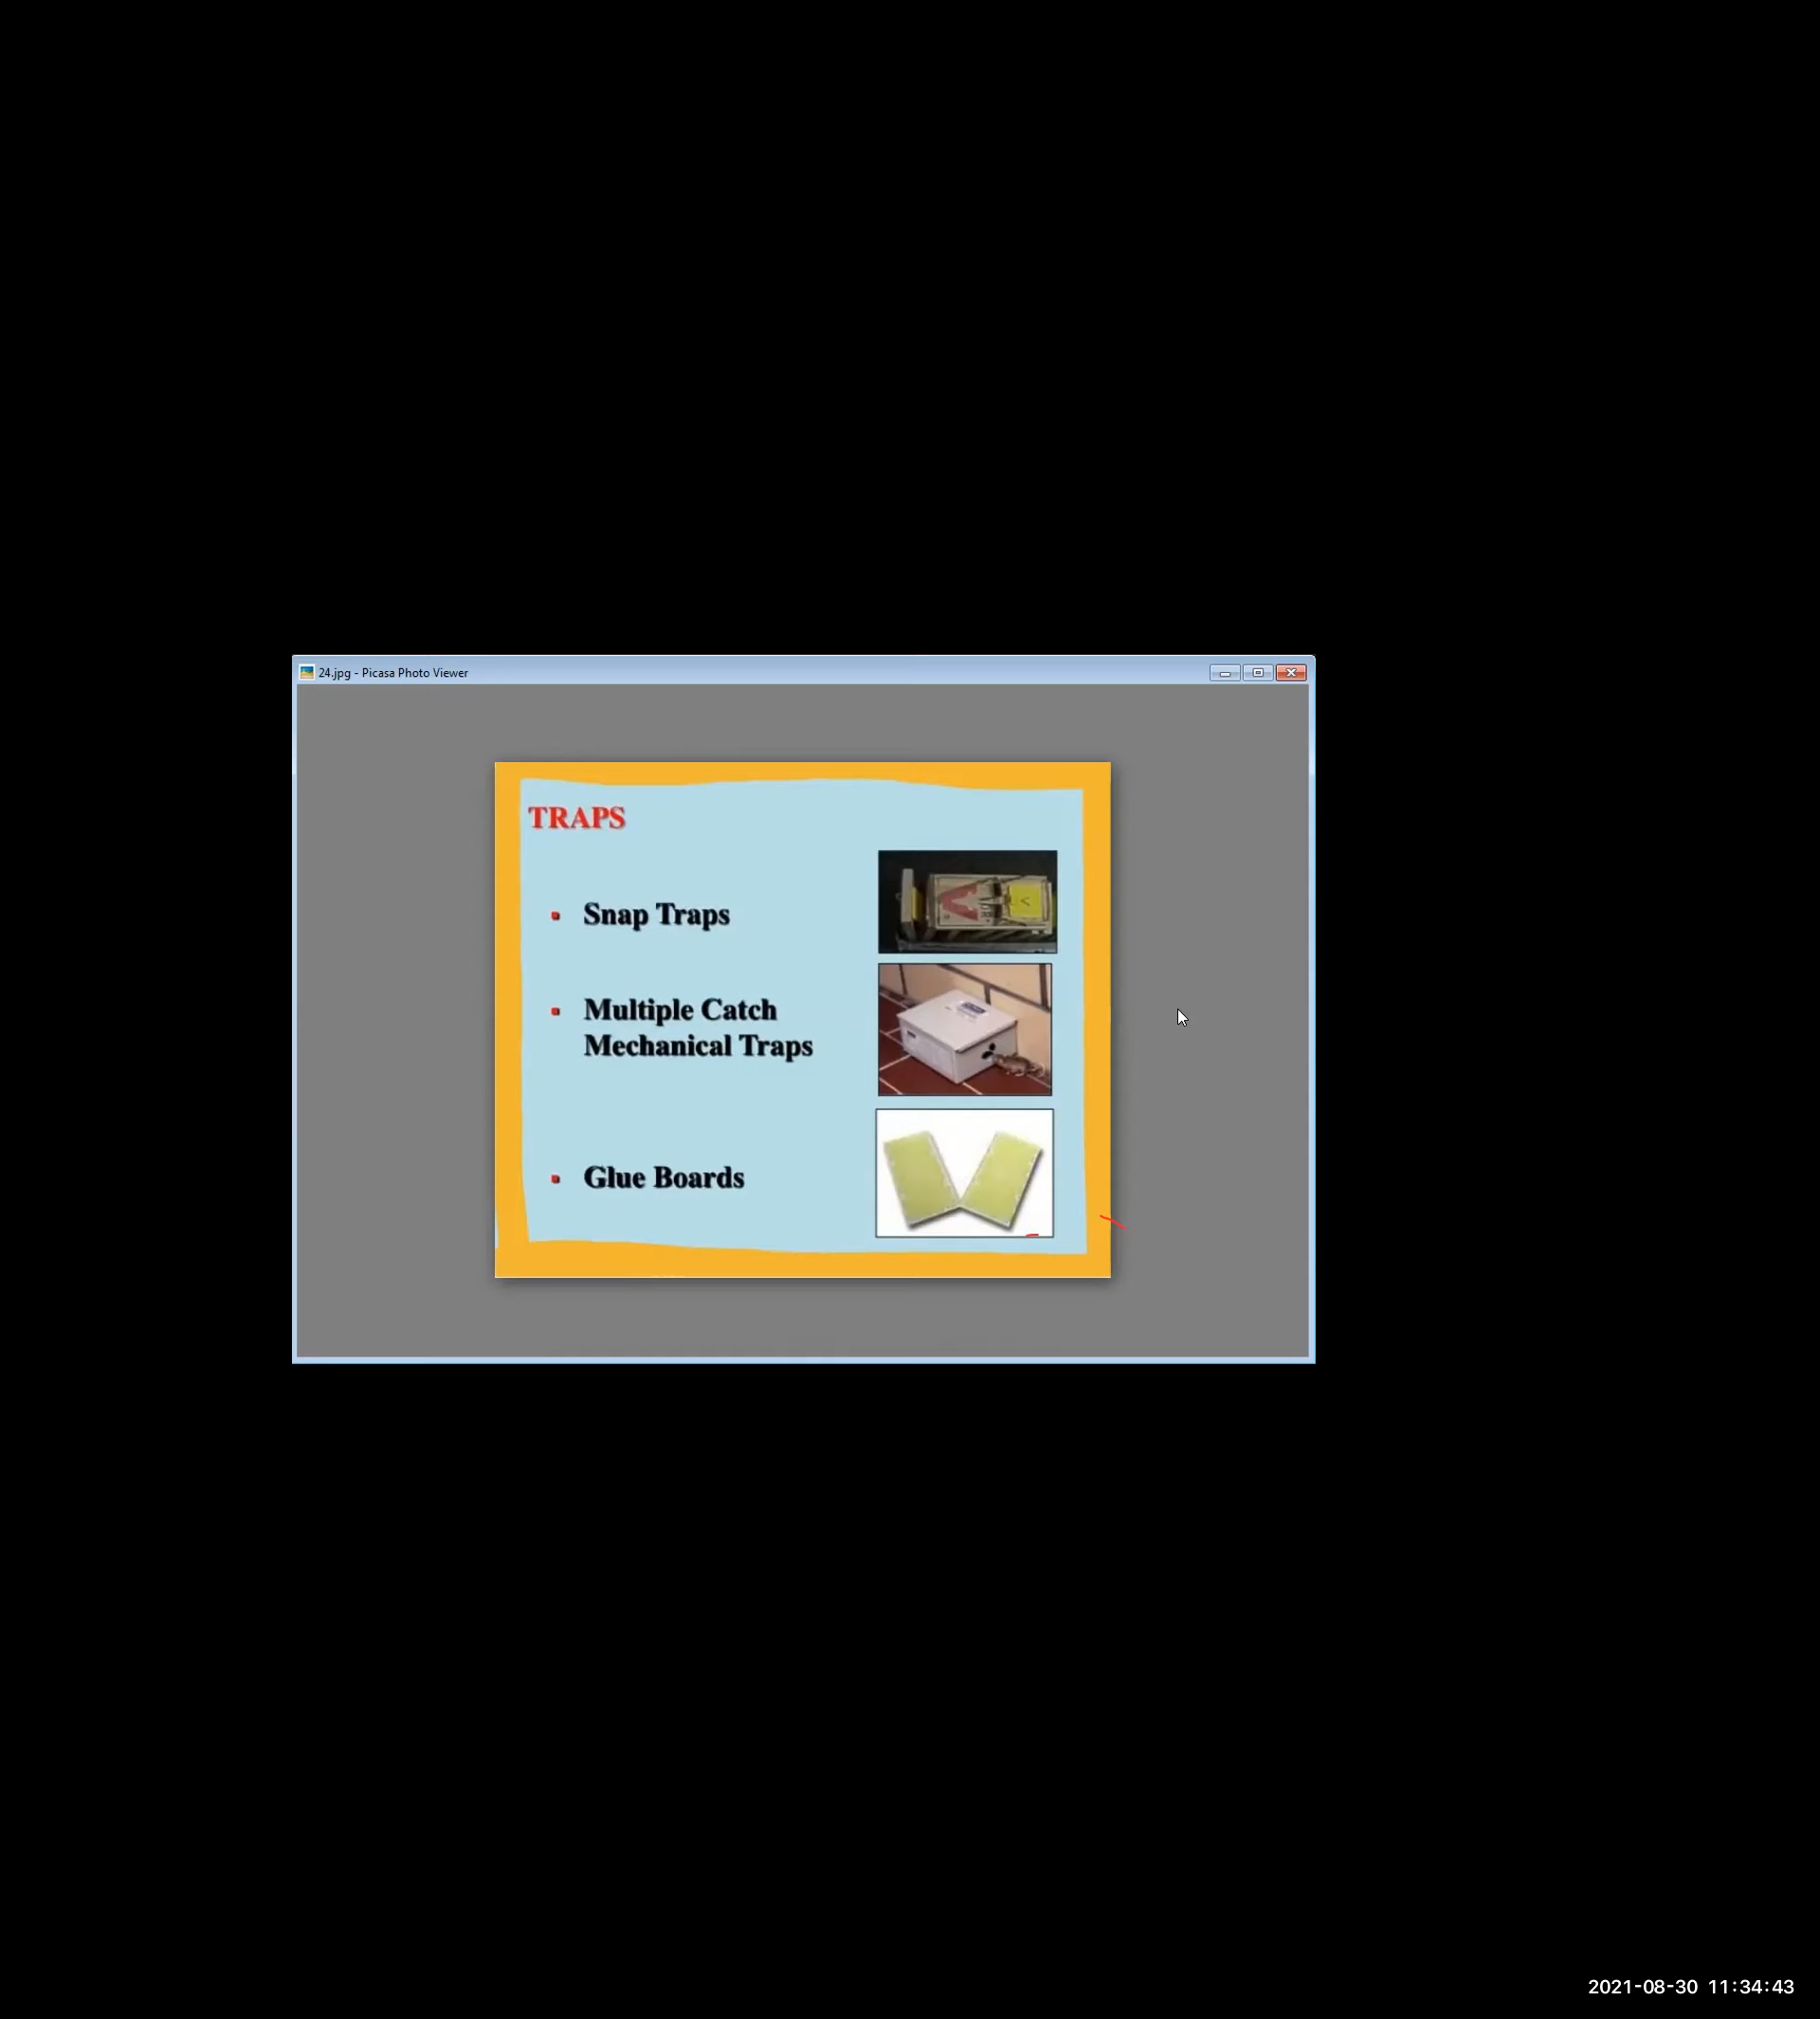 24.jpg - Picasa Photo Viewer
TRAPS
Snap Traps
Multiple Catch
Mechanical Traps
Glue Boards
2021-08-30 11:34:43